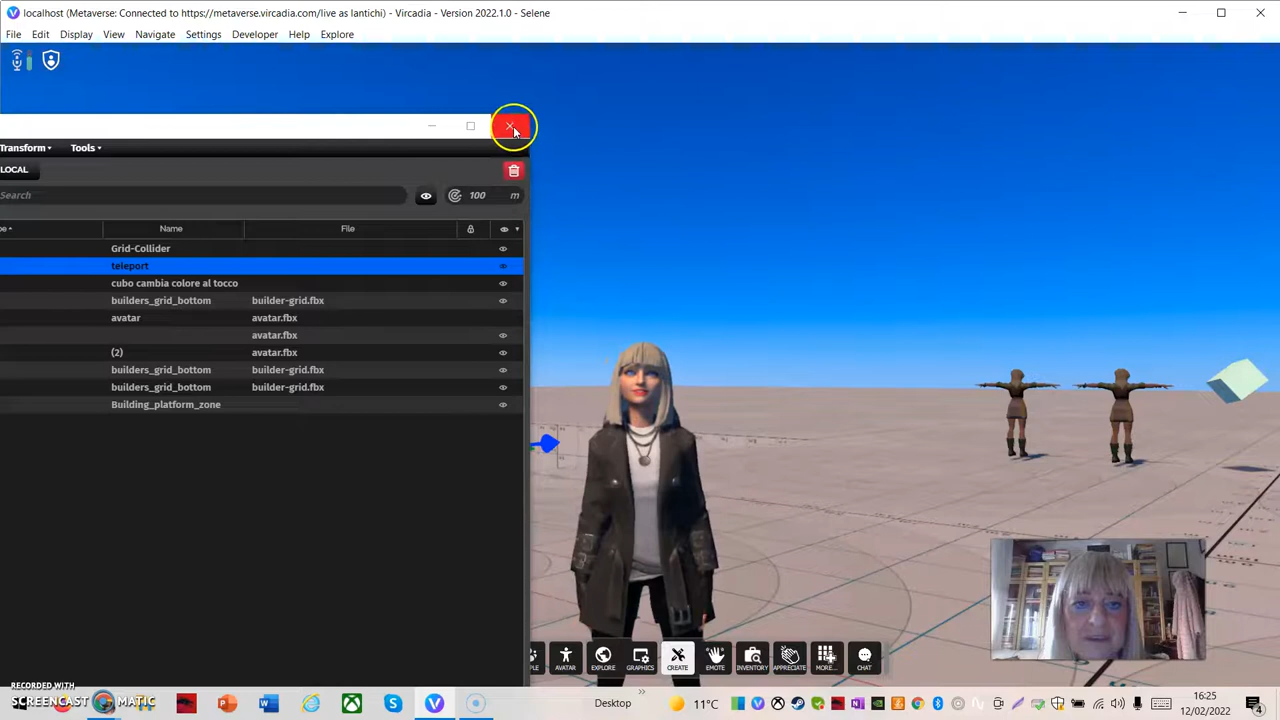 localhost (Metaverse: Connected to https://metaverse.vircadia.com/live as lantichi) - Vircadia - Version 2022.1.0 - Selene
File Edit Display View Navigate Settings Developer Help Explore
Transform Tools
LOCAL
Search 100 m
Name File
Grid-Collider
teleport
cubo cambia colore al tocco
builders_grid_bottom builder-grid.fbx
avatar avatar.fbx
avatar.fbx
(2) avatar.fbx
builders_grid_bottom builder-grid.fbx
builders_grid_bottom builder-grid.fbx
Building_platform_zone
AVATAR EXPLORE GRAPHICS CREATE EMOTE INVENTORY APPRECIATE MORE... CHAT
RECORDED WITH
SCREENCAST MATIC
Desktop 11°C
16:25
12/02/2022
4